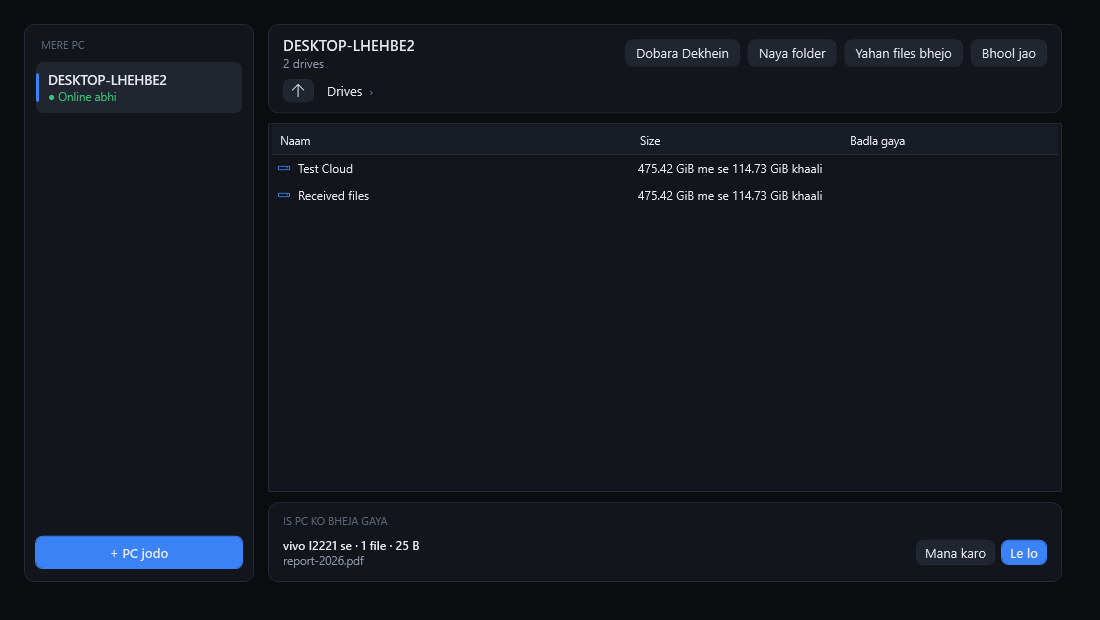 MERE PC
DESKTOP-LHEHBE2
● Online abhi
+ PC jodo
DESKTOP-LHEHBE2
2 drives
Dobara Dekhein
Naya folder
Yahan files bhejo
Bhool jao
↑ Drives ›
Naam Size Badla gaya
Test Cloud 475.42 GiB me se 114.73 GiB khaali
Received files 475.42 GiB me se 114.73 GiB khaali
IS PC KO BHEJA GAYA
vivo I2221 se · 1 file · 25 B
report-2026.pdf
Mana karo
Le lo